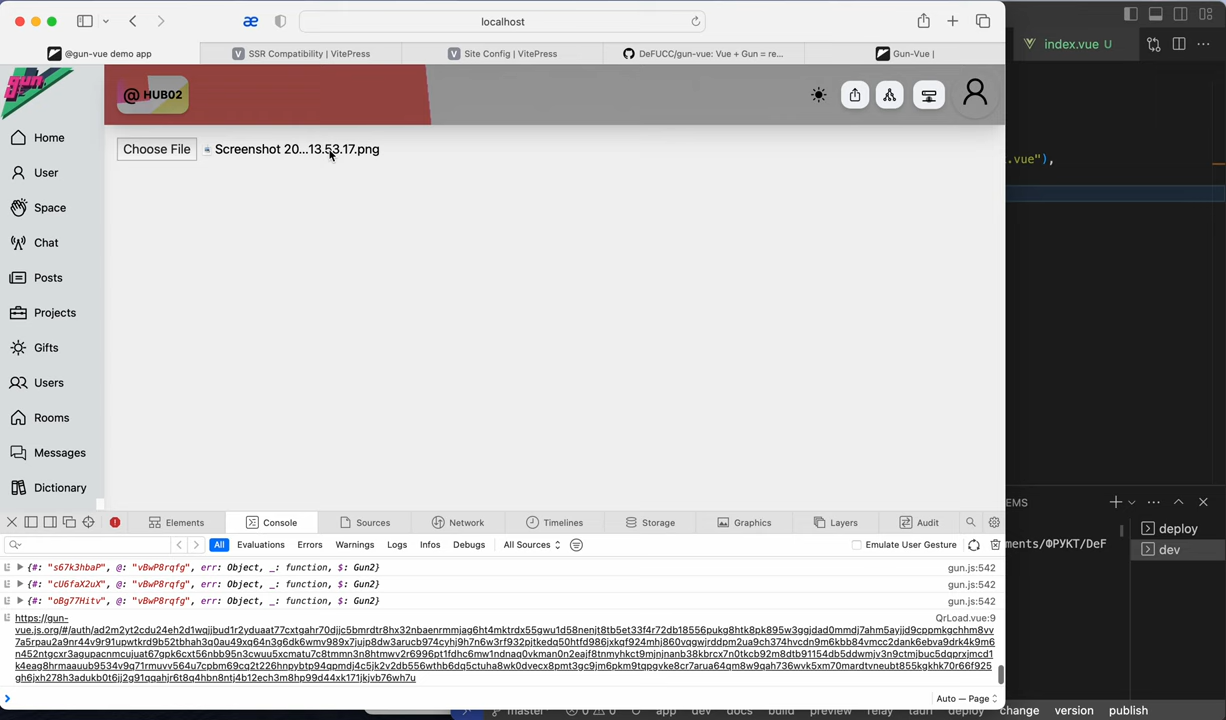 localhost
@gun-vue demo app
SSR Compatibility | VitePress
Site Config | VitePress
DeFUCC/gun-vue: Vue + Gun = re...
Gun-Vue |
index.vue U
gun
@ HUB02
Home
User
Space
Chat
Posts
Projects
Gifts
Users
Rooms
Messages
Dictionary
Choose File
Screenshot 20...13.53.17.png
.vue"),
EMS
ments/ФРУКТ/DeF
deploy
dev
Elements
Console
Sources
Network
Timelines
Storage
Graphics
Layers
Audit
All
Evaluations
Errors
Warnings
Logs
Infos
Debugs
All Sources
Emulate User Gesture
{#: "s67k3hbaP", @: "vBwP8rqfg", err: Object, _: function, $: Gun2}
gun.js:542
{#: "cU6faX2uX", @: "vBwP8rqfg", err: Object, _: function, $: Gun2}
gun.js:542
{#: "oBg77Hitv", @: "vBwP8rqfg", err: Object, _: function, $: Gun2}
gun.js:542
https://gun-
QrLoad.vue:9
Auto — Page
master
app dev docs build preview relay tauri deploy change version publish